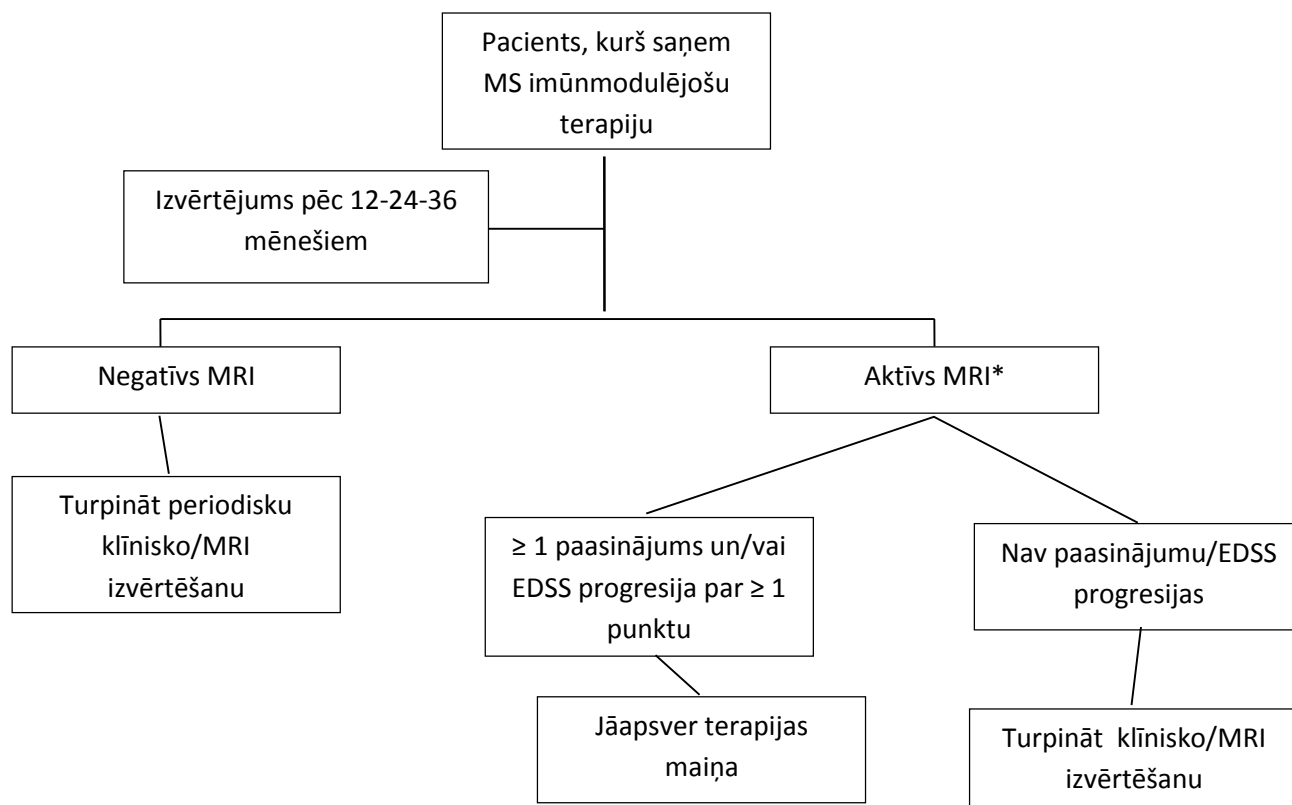 Pacients, kurš saņem
MS imūnmodulējošu
terapiju
Izvērtējums pēc 12-24-36
mēnešiem
Negatīvs MRI
Aktīvs MRI*
Turpināt periodisku
klīnisko/MRI
izvērtēšanu
≥ 1 paasinājums un/vai
EDSS progresija par ≥ 1
punktu
Nav paasinājumu/EDSS
progresijas
Jāapsver terapijas
maiņa
Turpināt klīnisko/MRI
izvērtēšanu